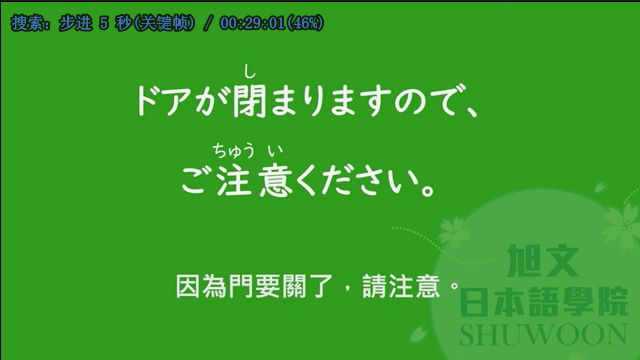 搜索: 步进 5 秒(关键帧) / 00:29:01(46%)
し
ドアが閉まりますので、
ちゅう い
ご注意ください。
因為門要關了，請注意。
旭文
日本語學院
SHUWOON